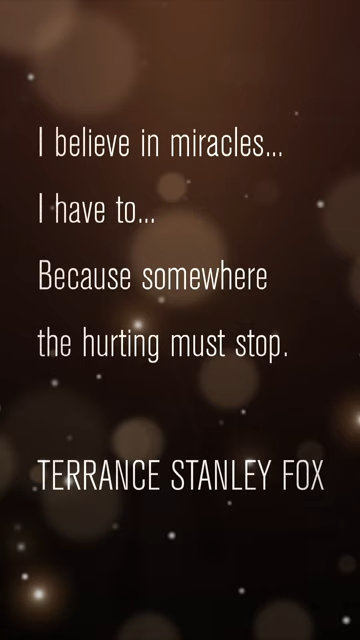 I believe in miracles...
I have to...
Because somewhere
the hurting must stop.
TERRANCE STANLEY FOX